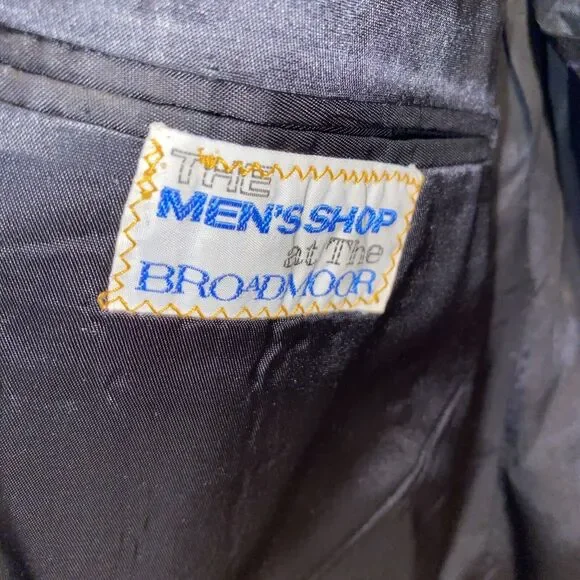 THE
MEN'S SHOP
at The
BROADMOOR